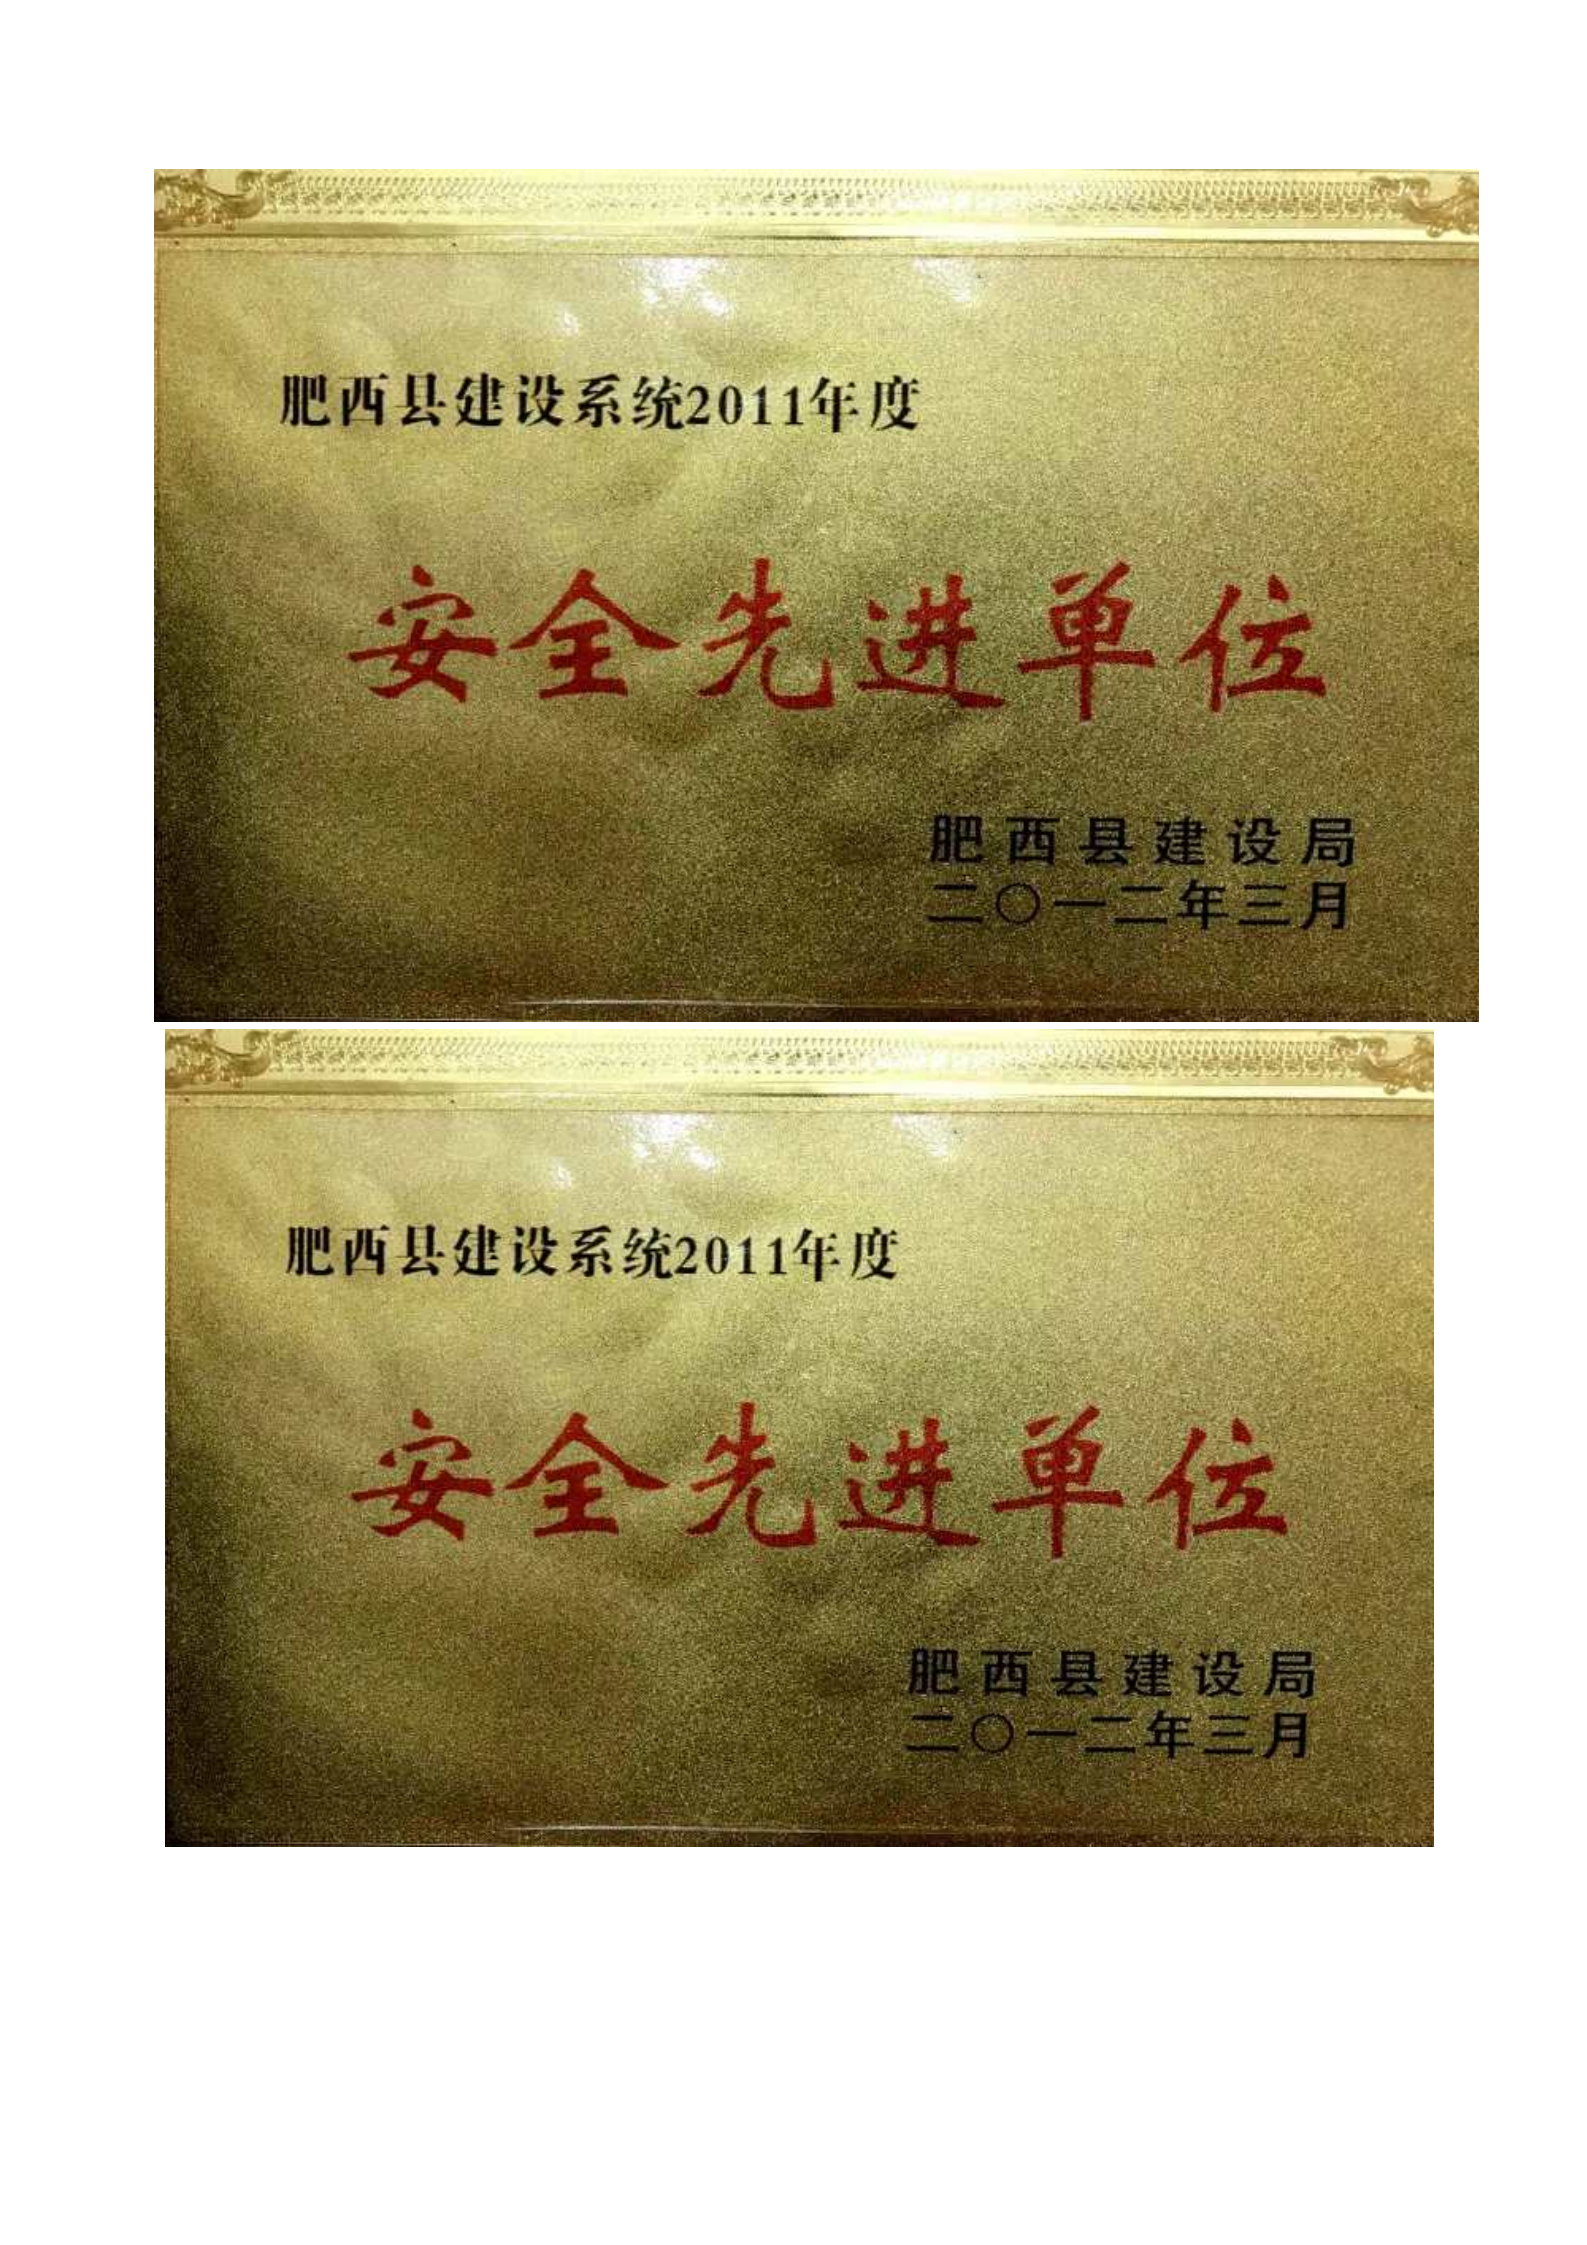 肥西县建设系统2011年度
安全先进单位
肥西县建设局
二〇一二年三月
肥西县建设系统2011年度
安全先进单位
肥西县建设局
二〇一二年三月